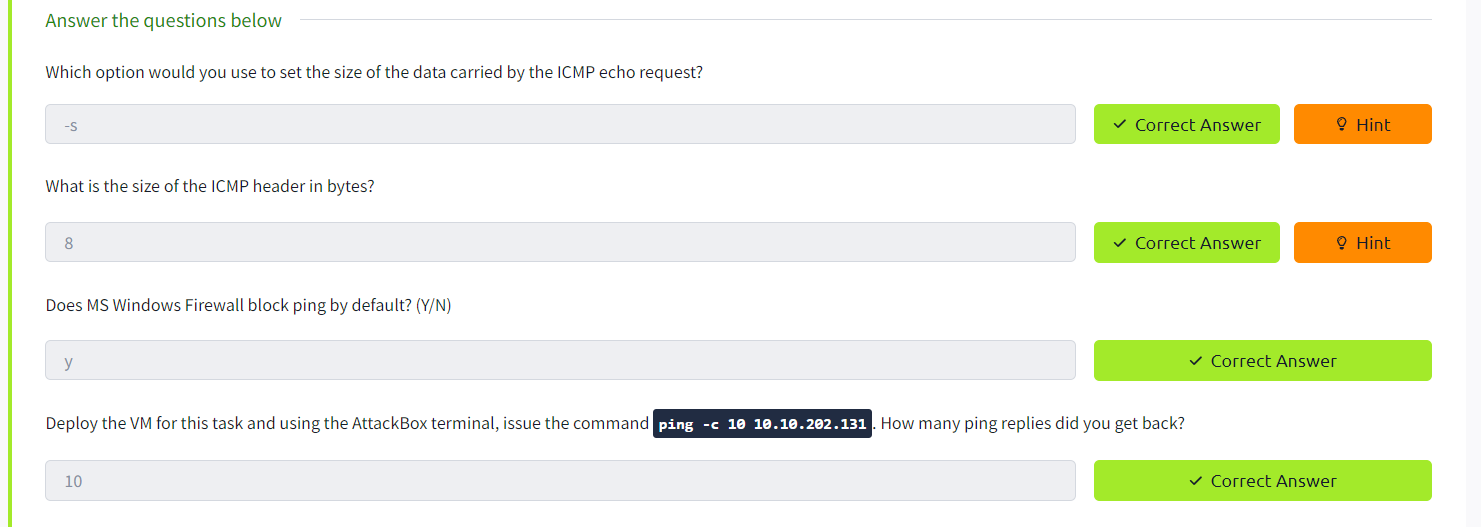 Answer the questions below
Which option would you use to set the size of the data carried by the ICMP echo request?
-s
Correct Answer
Hint
What is the size of the ICMP header in bytes?
8
Correct Answer
Hint
Does MS Windows Firewall block ping by default? (Y/N)
y
Correct Answer
Deploy the VM for this task and using the AttackBox terminal, issue the command ping -c 10 10.10.202.131. How many ping replies did you get back?
10
Correct Answer